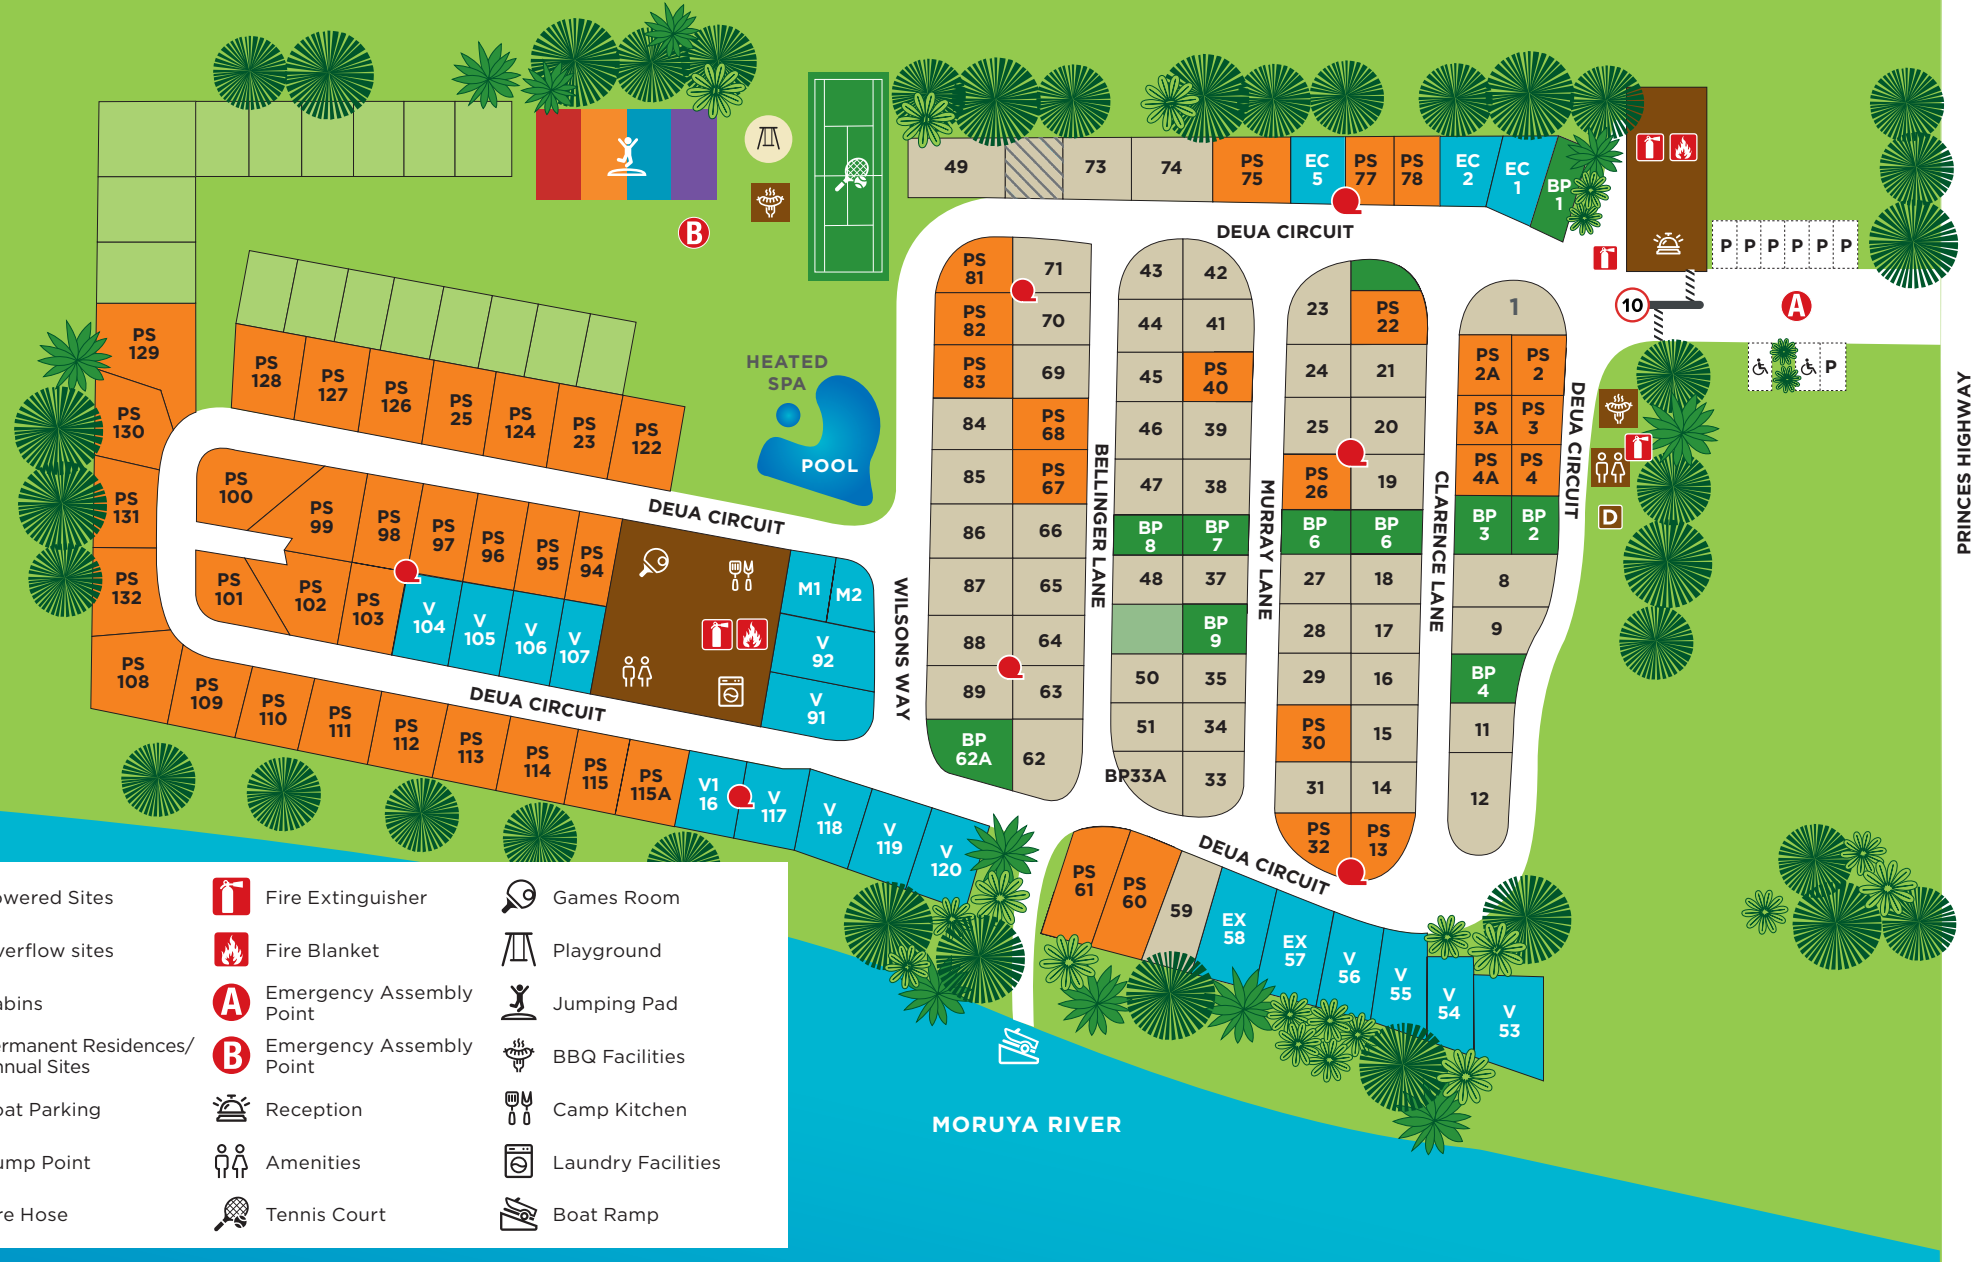 49
73
74
PS
75
EC
5
PS
77
PS
78
EC
2
EC
1
BP
1
DEUA CIRCUIT
P P P P P P
10
A
P
B
PS
81
71
PS
82
70
PS
83
69
84
PS
68
85
PS
67
86
66
87
65
88
64
89
63
BP
62A
62
BELLINGER LANE
43
42
44
41
45
PS
40
46
39
47
38
BP
8
BP
7
48
37
BP
9
50
35
51
34
BP33A
33
MURRAY LANE
23
PS
22
24
21
25
20
PS
26
19
BP
6
BP
6
27
18
28
17
29
16
PS
30
15
31
14
PS
32
PS
13
CLARENCE LANE
1
PS
2A
PS
2
PS
3A
PS
3
PS
4A
PS
4
BP
3
BP
2
8
9
BP
4
11
12
DEUA CIRCUIT
D
PRINCES HIGHWAY
HEATED
SPA
POOL
PS
129
PS
130
PS
131
PS
132
PS
128
PS
127
PS
126
PS
25
PS
124
PS
23
PS
122
DEUA CIRCUIT
PS
100
PS
99
PS
98
PS
97
PS
96
PS
95
PS
94
PS
101
PS
102
PS
103
V
104
V
105
V
106
V
107
M1
M2
V
92
V
91
WILSONS WAY
DEUA CIRCUIT
PS
108
PS
109
PS
110
PS
111
PS
112
PS
113
PS
114
PS
115
PS
115A
V1
16
V
117
V
118
V
119
V
120
DEUA CIRCUIT
PS
61
PS
60
59
EX
58
EX
57
V
56
V
55
V
54
V
53
MORUYA RIVER
owered Sites
verflow sites
abins
ermanent Residences/
nnual Sites
oat Parking
ump Point
re Hose
Fire Extinguisher
Fire Blanket
A
Emergency Assembly
Point
B
Emergency Assembly
Point
Reception
Amenities
Tennis Court
Games Room
Playground
Jumping Pad
BBQ Facilities
Camp Kitchen
Laundry Facilities
Boat Ramp